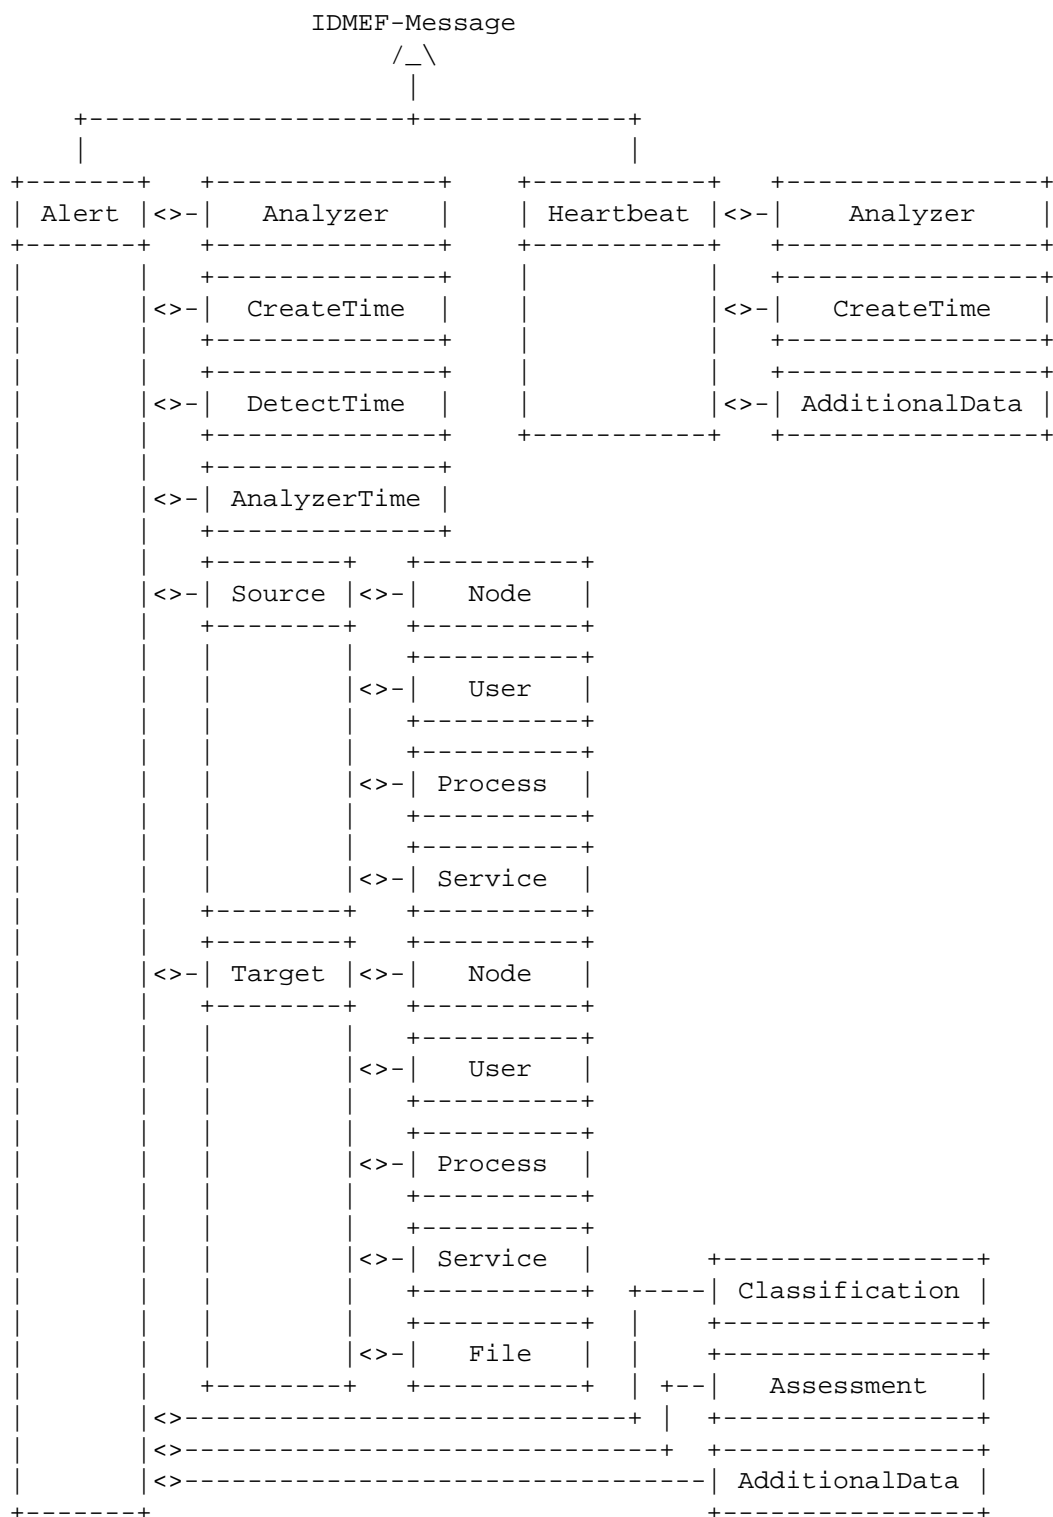 IDMEF-Message
Alert Analyzer Heartbeat Analyzer
CreateTime CreateTime
DetectTime AdditionalData
AnalyzerTime
Source Node
User
Process
Service
Target Node
User
Process
Service
Classification
File
Assessment
AdditionalData